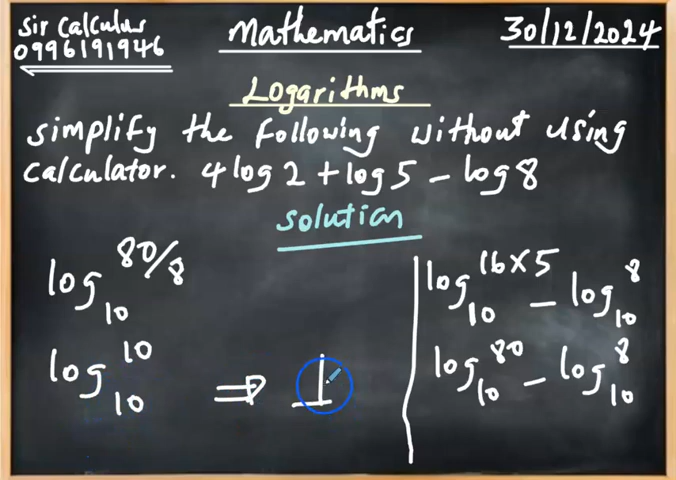 Sir Calculus
0996191946
Mathematics
30/12/2024
Logarithms
Simplify the following without using
calculator. 4log2 + log5 - log8
solution
log₁₀ 80/8
log₁₀ 10
⇒ 1
log₁₀ 16×5 - log₁₀ 8
log₁₀ 80 - log₁₀ 8